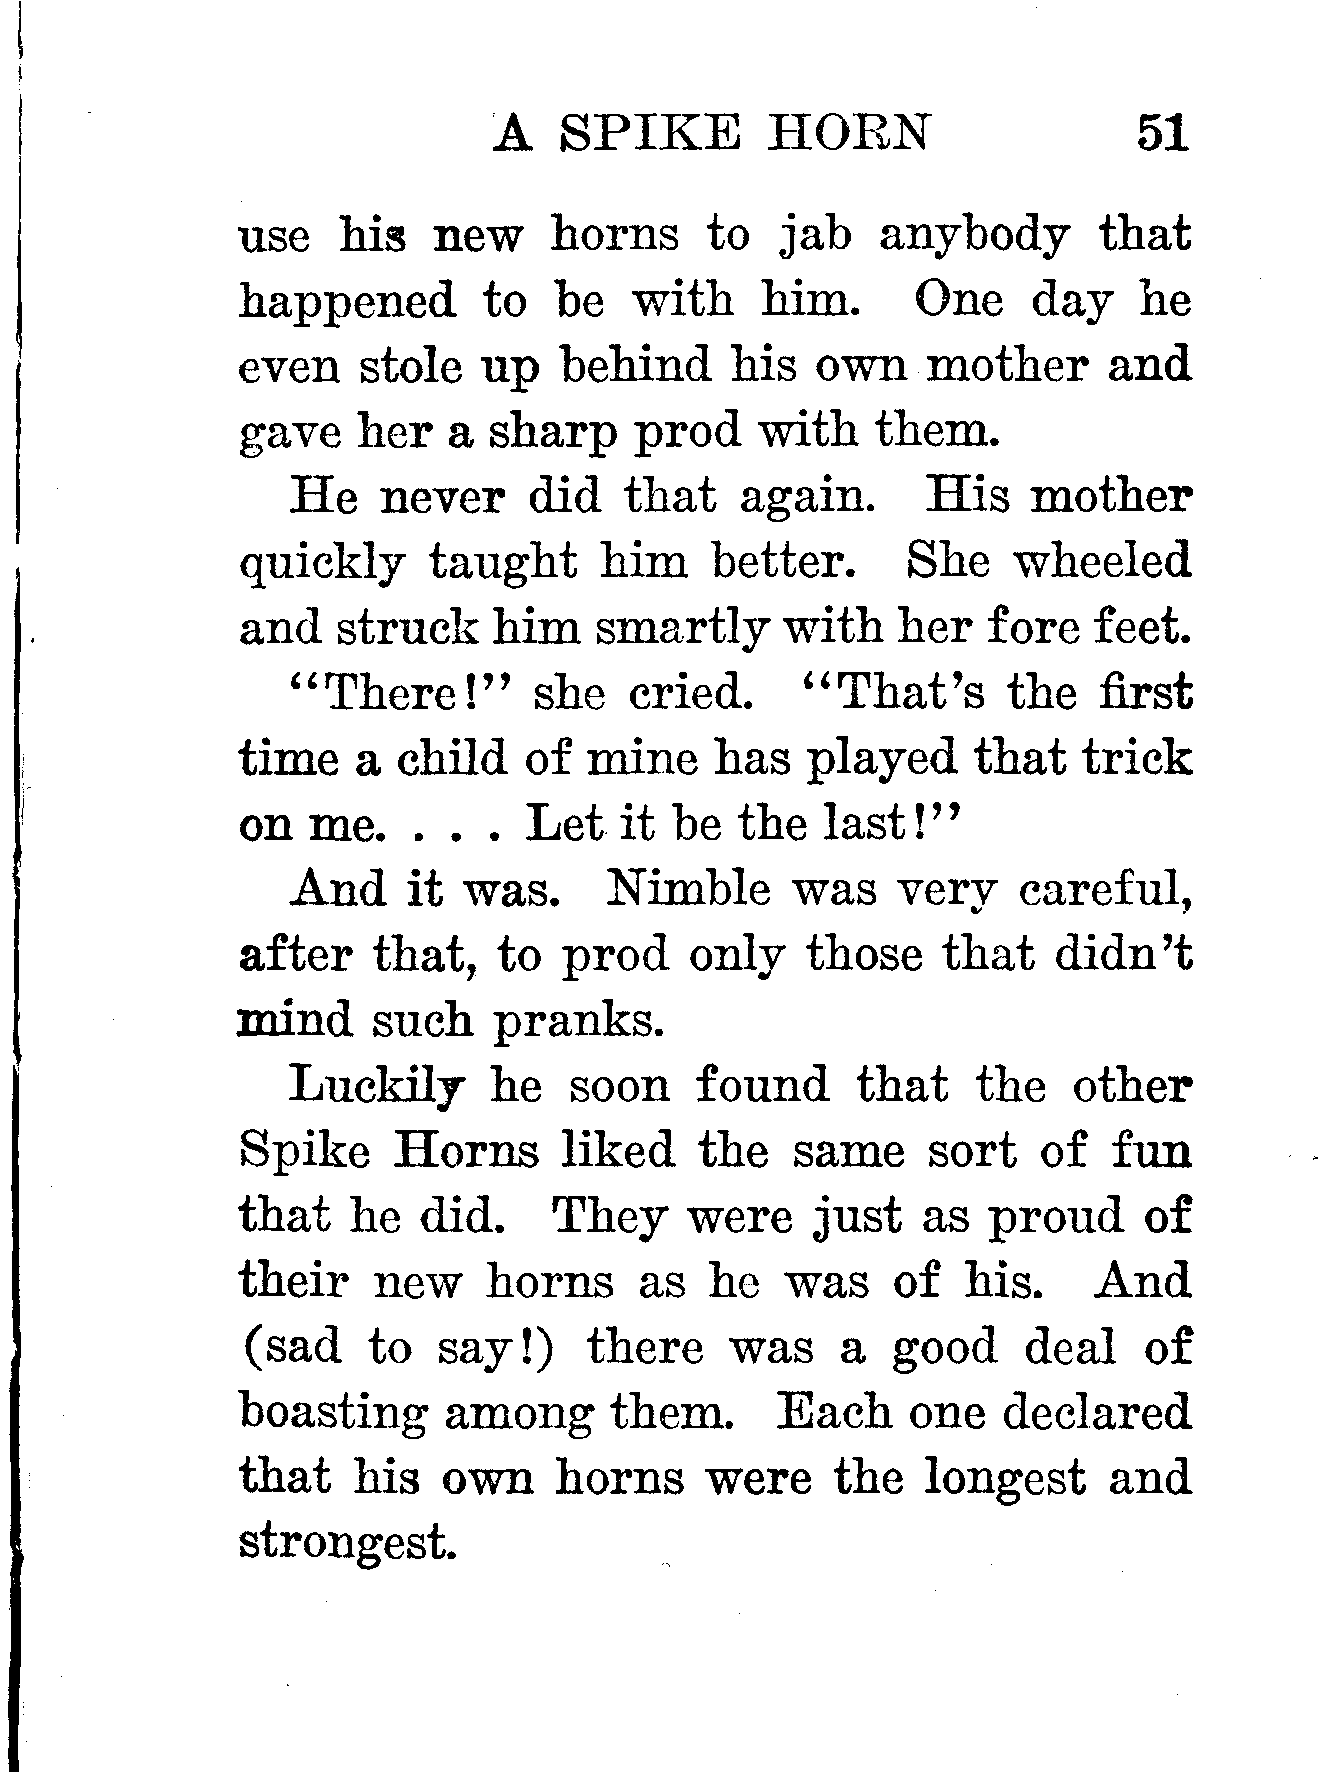 A SPIKE HORN 51
use his new horns to jab anybody that
happened to be with him. One day he
even stole up behind his own mother and
gave her a sharp prod with them.
He never did that again. His mother
quickly taught him better. She wheeled
and struck him smartly with her fore feet.
“There!” she cried. “That’s the first
time a child of mine has played that trick
on me. . . . Let it be the last!”
And it was. Nimble was very careful,
after that, to prod only those that didn’t
mind such pranks.
Luckily he soon found that the other
Spike Horns liked the same sort of fun
that he did. They were just as proud of
their new horns as he was of his. And
(sad to say!) there was a good deal of
boasting among them. Each one declared
that his own horns were the longest and
strongest.